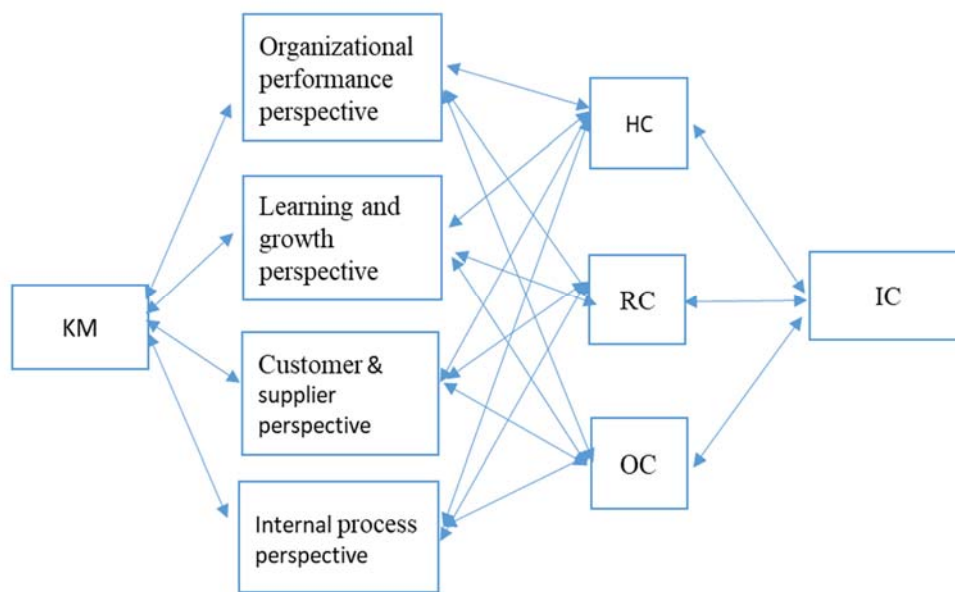 Organizational
performance
perspective
HC
Learning and
growth
perspective
KM
RC
IC
Customer &
supplier
perspective
OC
Internal process
perspective